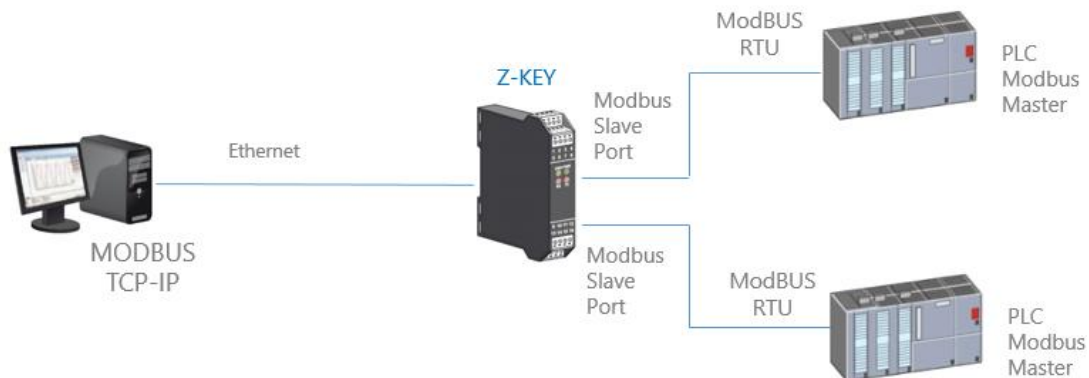 ModBUS
RTU
PLC
Modbus
Master
Z-KEY
Modbus
Slave
Port
Ethernet
MODBUS
TCP-IP
Modbus
Slave
Port
ModBUS
RTU
PLC
Modbus
Master